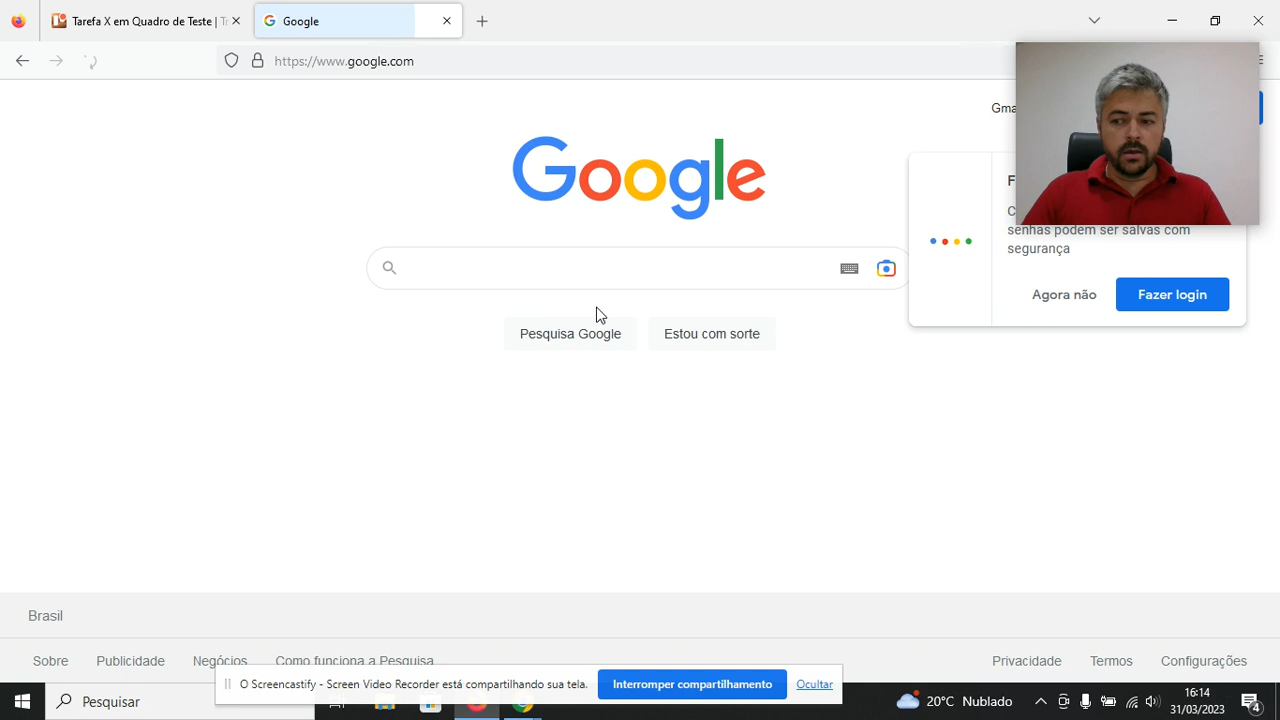 Tarefa X em Quadro de Teste | Tr
Google
https://www.google.com
Gma
Google
senhas podem ser salvas com
segurança
Agora não
Fazer login
Pesquisa Google
Estou com sorte
Brasil
Sobre
Publicidade
Negócios
Como funciona a Pesquisa
Privacidade
Termos
Configurações
O Screencastify - Screen Video Recorder está compartilhando sua tela.
Interromper compartilhamento
Ocultar
Pesquisar
20°C Nublado
16:14
31/03/2023
4